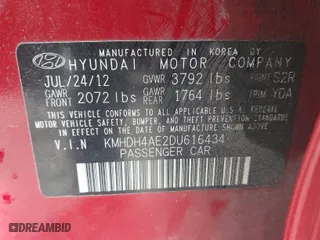 MANUFACTURED IN KOREA BY
HYUNDAI MOTOR COMPANY
JUL/24/12 GVWR 3792 lbs PAINT S2R
GAWR FRONT 2072 lbs GAWR REAR 1764 lbs TRIM YDA
THIS VEHICLE CONFORMS TO ALL APPLICABLE U.S.A. FEDERAL
MOTOR VEHICLE SAFETY, BUMPER, AND THEFT PREVENTION STANDARDS
IN EFFECT ON THE DATE OF MANUFACTURE SHOWN ABOVE
V.I.N KMHDH4AE2DU616434
PASSENGER CAR